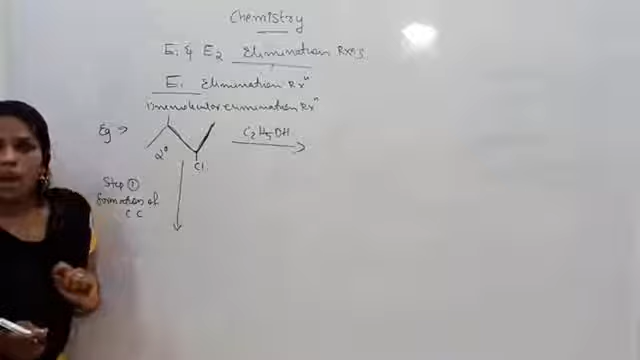 Chemistry
E1 & E2 Elimination Rxns
E1 Elimination Rxn
Unimolecular elimination Rxn
Eg ⇒
C2H5OH
2°
Cl
Step ①
formation of
C C